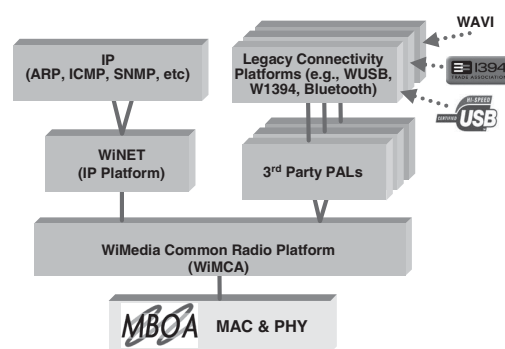 WAVI
IP
(ARP, ICMP, SNMP, etc)
Legacy Connectivity
Platforms (e.g., WUSB,
W1394, Bluetooth)
1394
TRADE ASSOCIATION
HI-SPEED
CERTIFIED
USB
WiNET
(IP Platform)
3rd Party PALs
WiMedia Common Radio Platform
(WiMCA)
MBOA MAC & PHY